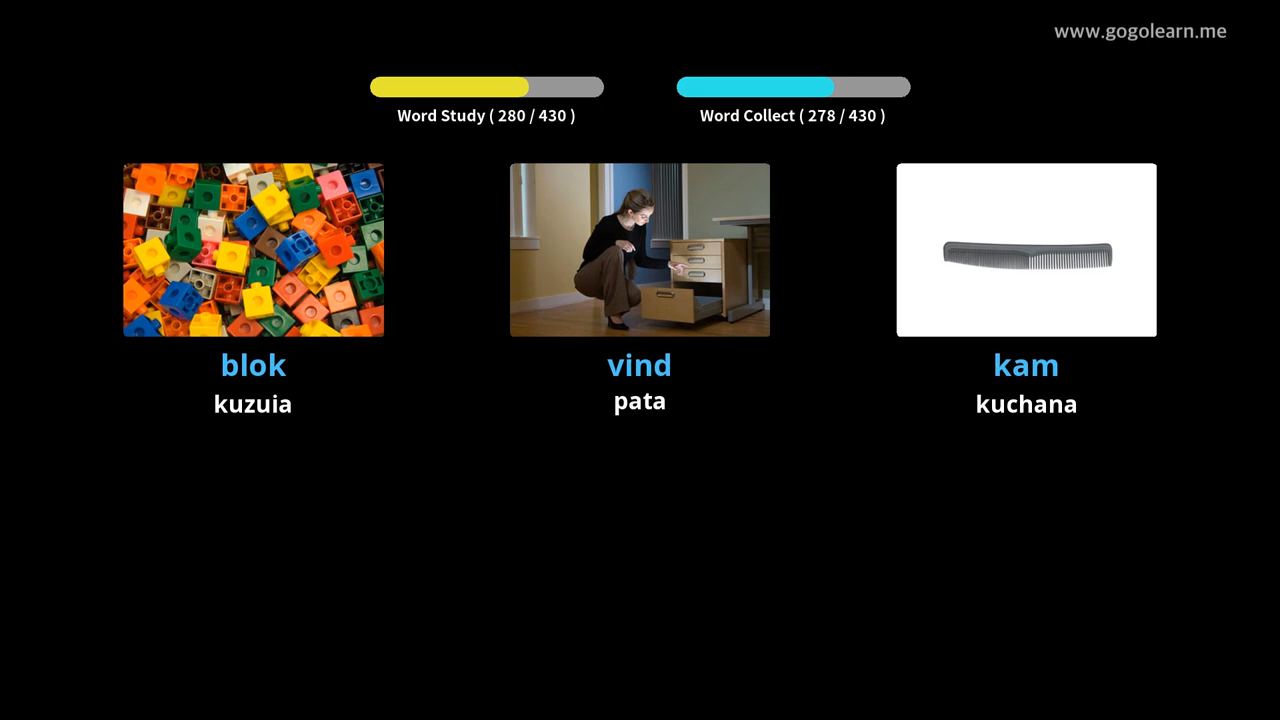 www.gogolearn.me
Word Study ( 280 / 430 )
Word Collect ( 278 / 430 )
blok
kuzuia
vind
pata
kam
kuchana